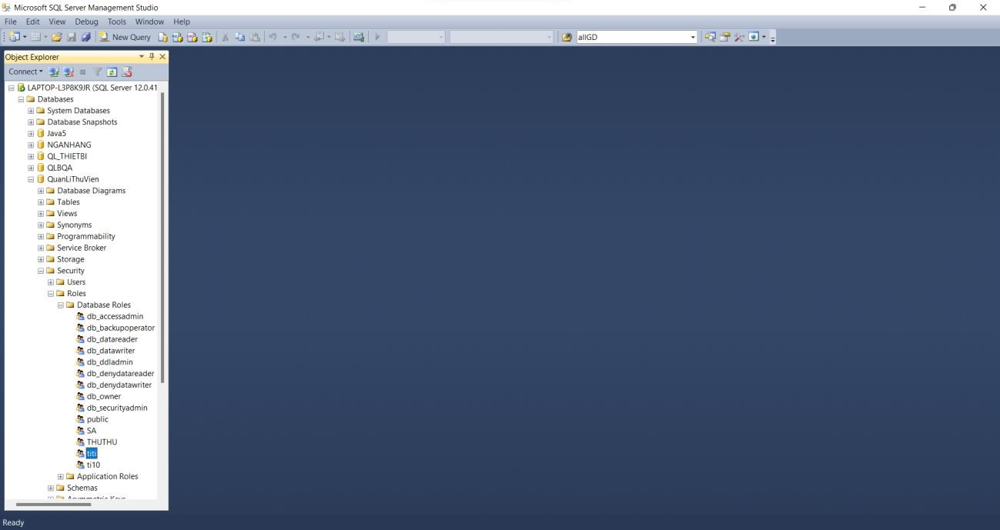 Microsoft SQL Server Management Studio
File Edit View Debug Tools Window Help
New Query
allGD
Object Explorer
Connect
LAPTOP-L3P8K9JR (SQL Server 12.0.41
Databases
System Databases
Database Snapshots
Java5
NGANHANG
QL_THIETBI
QLBQA
QuanLiThuVien
Database Diagrams
Tables
Views
Synonyms
Programmability
Service Broker
Storage
Security
Users
Roles
Database Roles
db_accessadmin
db_backupoperator
db_datareader
db_datawriter
db_ddladmin
db_denydatareader
db_denydatawriter
db_owner
db_securityadmin
public
SA
THUTHU
titi
ti10
Application Roles
Schemas
Asymmetric Keys
Ready